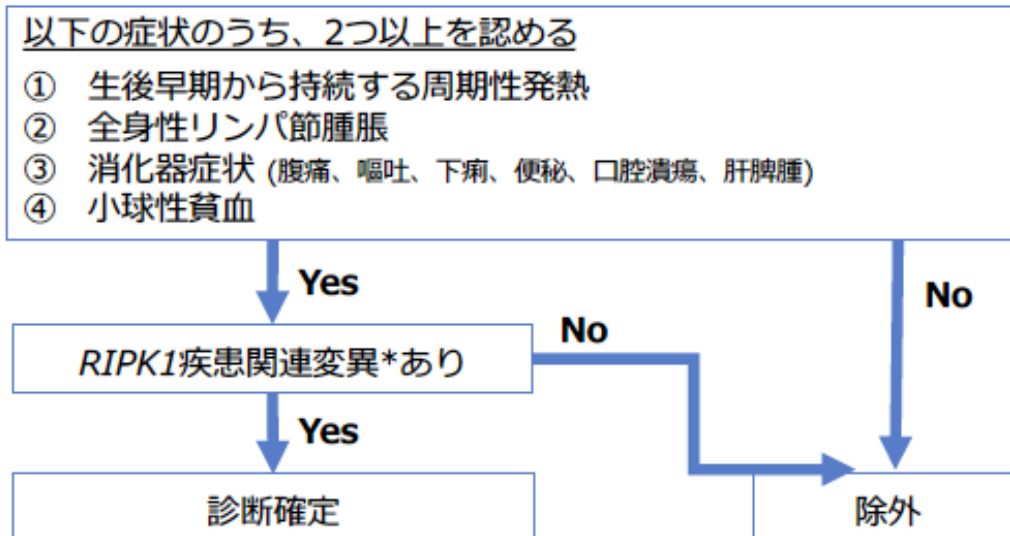 以下の症状のうち、2つ以上を認める
① 生後早期から持続する周期性発熱
② 全身性リンパ節腫脹
③ 消化器症状 (腹痛、嘔吐、下痢、便秘、口腔潰瘍、肝脾腫)
④ 小球性貧血
Yes
No
No
RIPK1疾患関連変異*あり
Yes
診断確定
除外